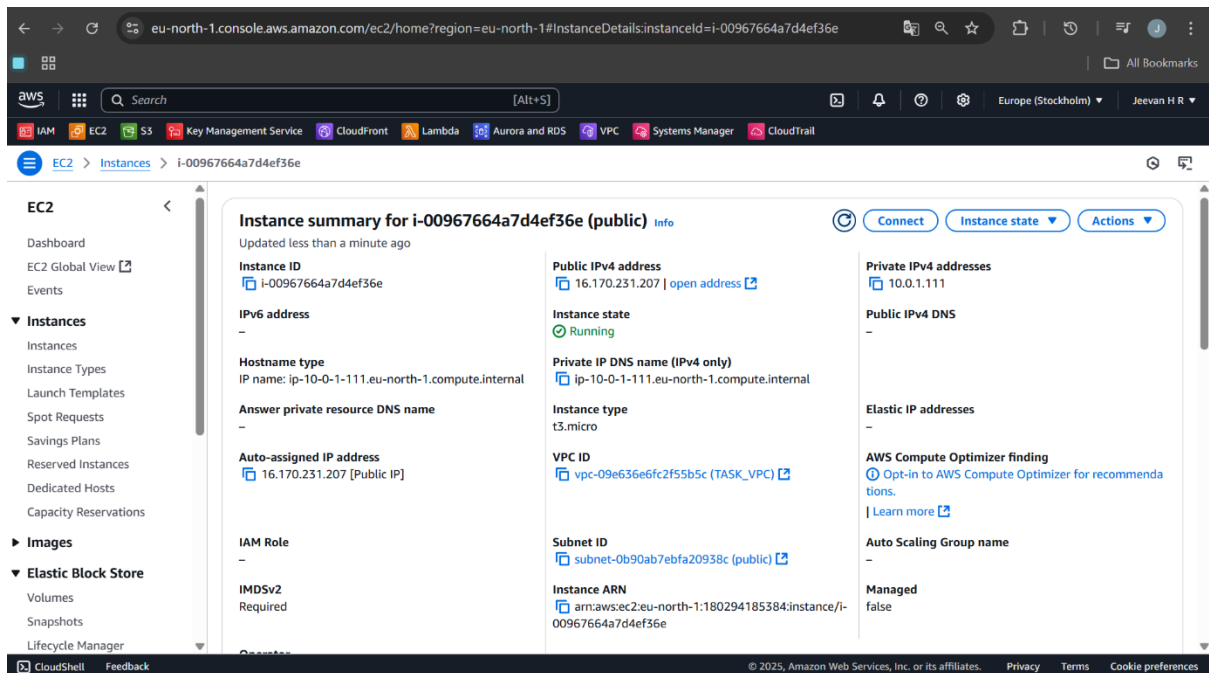 eu-north-1.console.aws.amazon.com/ec2/home?region=eu-north-1#InstanceDetails:instanceId=i-00967664a7d4ef36e
J
All Bookmarks
aws Search [Alt+S] Europe (Stockholm) Jeevan H R
IAM EC2 S3 Key Management Service CloudFront Lambda Aurora and RDS VPC Systems Manager CloudTrail
EC2 > Instances > i-00967664a7d4ef36e
EC2
Dashboard
EC2 Global View
Events
Instances
Instances
Instance Types
Launch Templates
Spot Requests
Savings Plans
Reserved Instances
Dedicated Hosts
Capacity Reservations
Images
Elastic Block Store
Volumes
Snapshots
Lifecycle Manager
Instance summary for i-00967664a7d4ef36e (public) Info
Connect Instance state Actions
Updated less than a minute ago
Instance ID
i-00967664a7d4ef36e
Public IPv4 address
16.170.231.207 | open address
Private IPv4 addresses
10.0.1.111
IPv6 address
–
Instance state
Running
Public IPv4 DNS
–
Hostname type
IP name: ip-10-0-1-111.eu-north-1.compute.internal
Private IP DNS name (IPv4 only)
ip-10-0-1-111.eu-north-1.compute.internal
Answer private resource DNS name
–
Instance type
t3.micro
Elastic IP addresses
–
Auto-assigned IP address
16.170.231.207 [Public IP]
VPC ID
vpc-09e636e6fc2f55b5c (TASK_VPC)
AWS Compute Optimizer finding
Opt-in to AWS Compute Optimizer for recommenda
tions.
| Learn more
IAM Role
–
Subnet ID
subnet-0b90ab7ebfa20938c (public)
Auto Scaling Group name
–
IMDSv2
Required
Instance ARN
arn:aws:ec2:eu-north-1:180294185384:instance/i-
00967664a7d4ef36e
Managed
false
Operator
CloudShell Feedback © 2025, Amazon Web Services, Inc. or its affiliates. Privacy Terms Cookie preferences